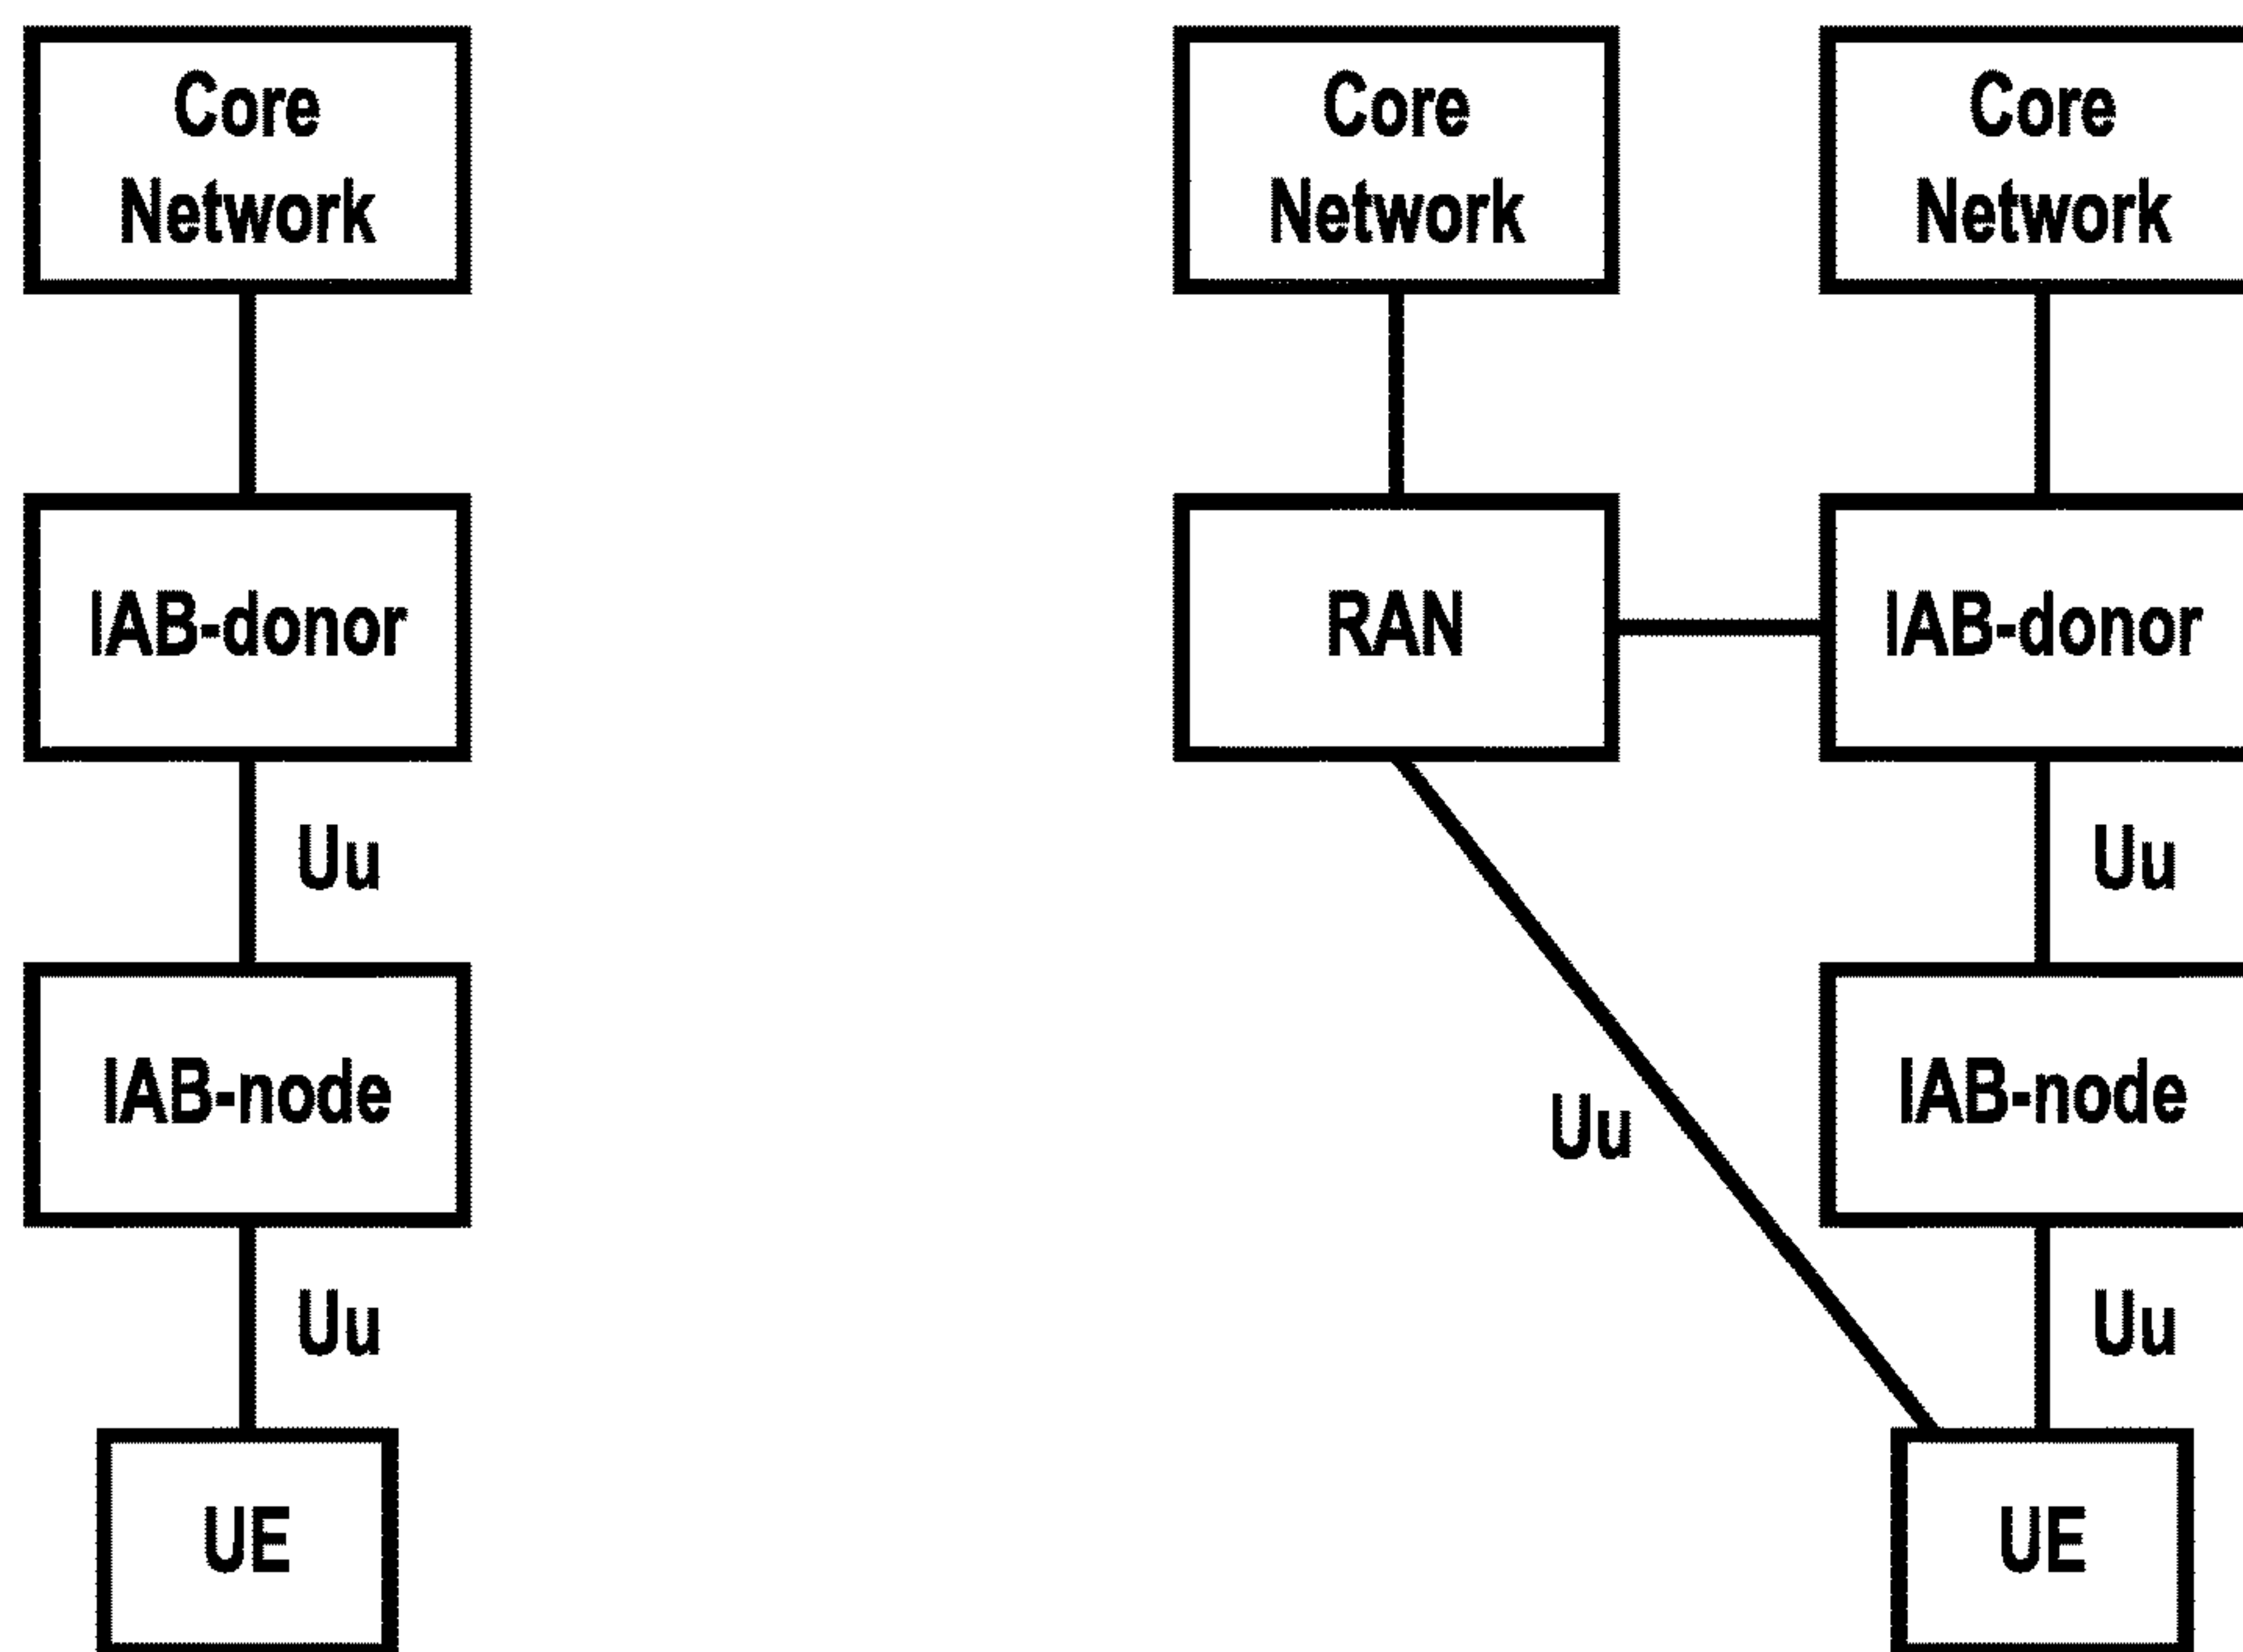 Core
Network
IAB-donor
Uu
IAB-node
Uu
UE
Core
Network
Core
Network
RAN
IAB-donor
Uu
Uu
IAB-node
Uu
UE